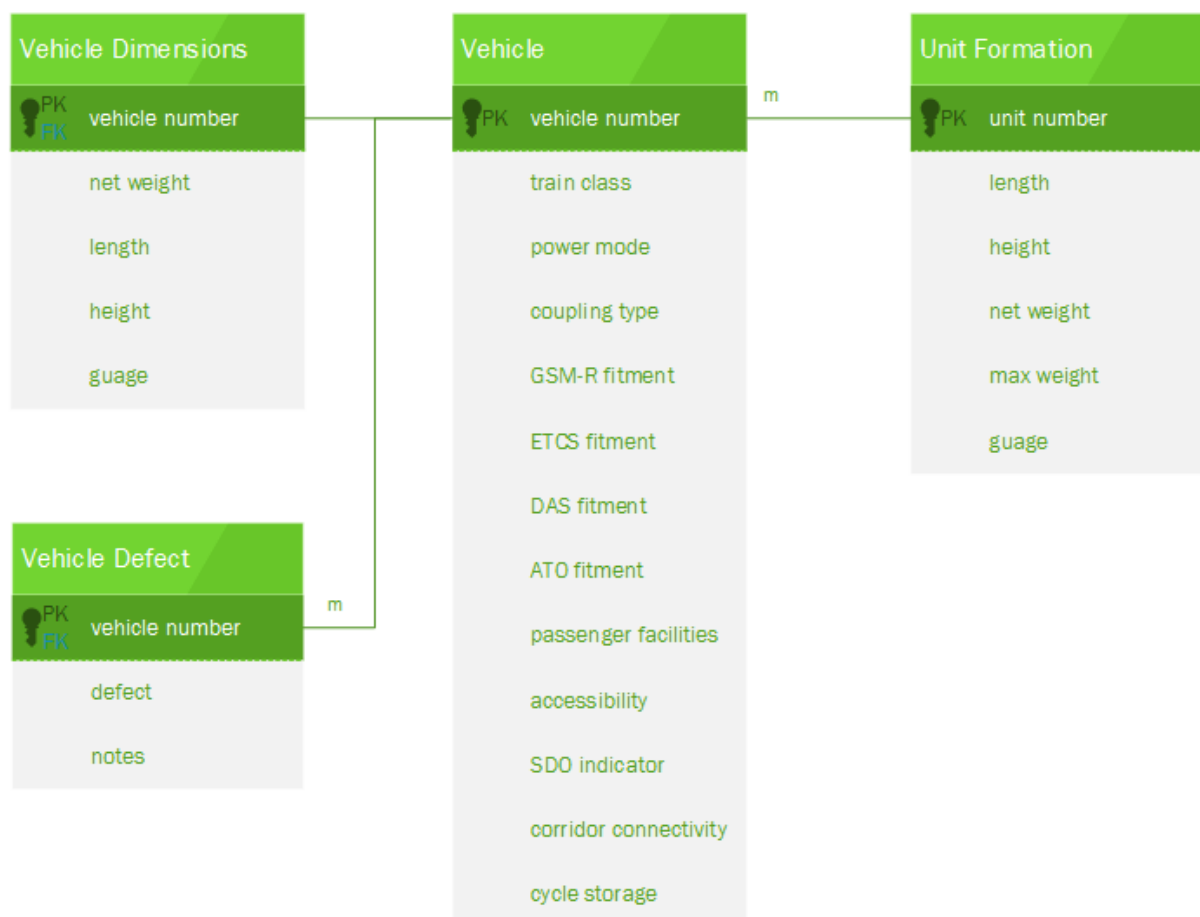 Vehicle Dimensions
PK
FK
vehicle number
net weight
length
height
guage
Vehicle Defect
m
PK
FK
vehicle number
defect
notes
Vehicle
m
PK
vehicle number
train class
power mode
coupling type
GSM-R fitment
ETCS fitment
DAS fitment
ATO fitment
passenger facilities
accessibility
SDO indicator
corridor connectivity
cycle storage
Unit Formation
PK
unit number
length
height
net weight
max weight
guage